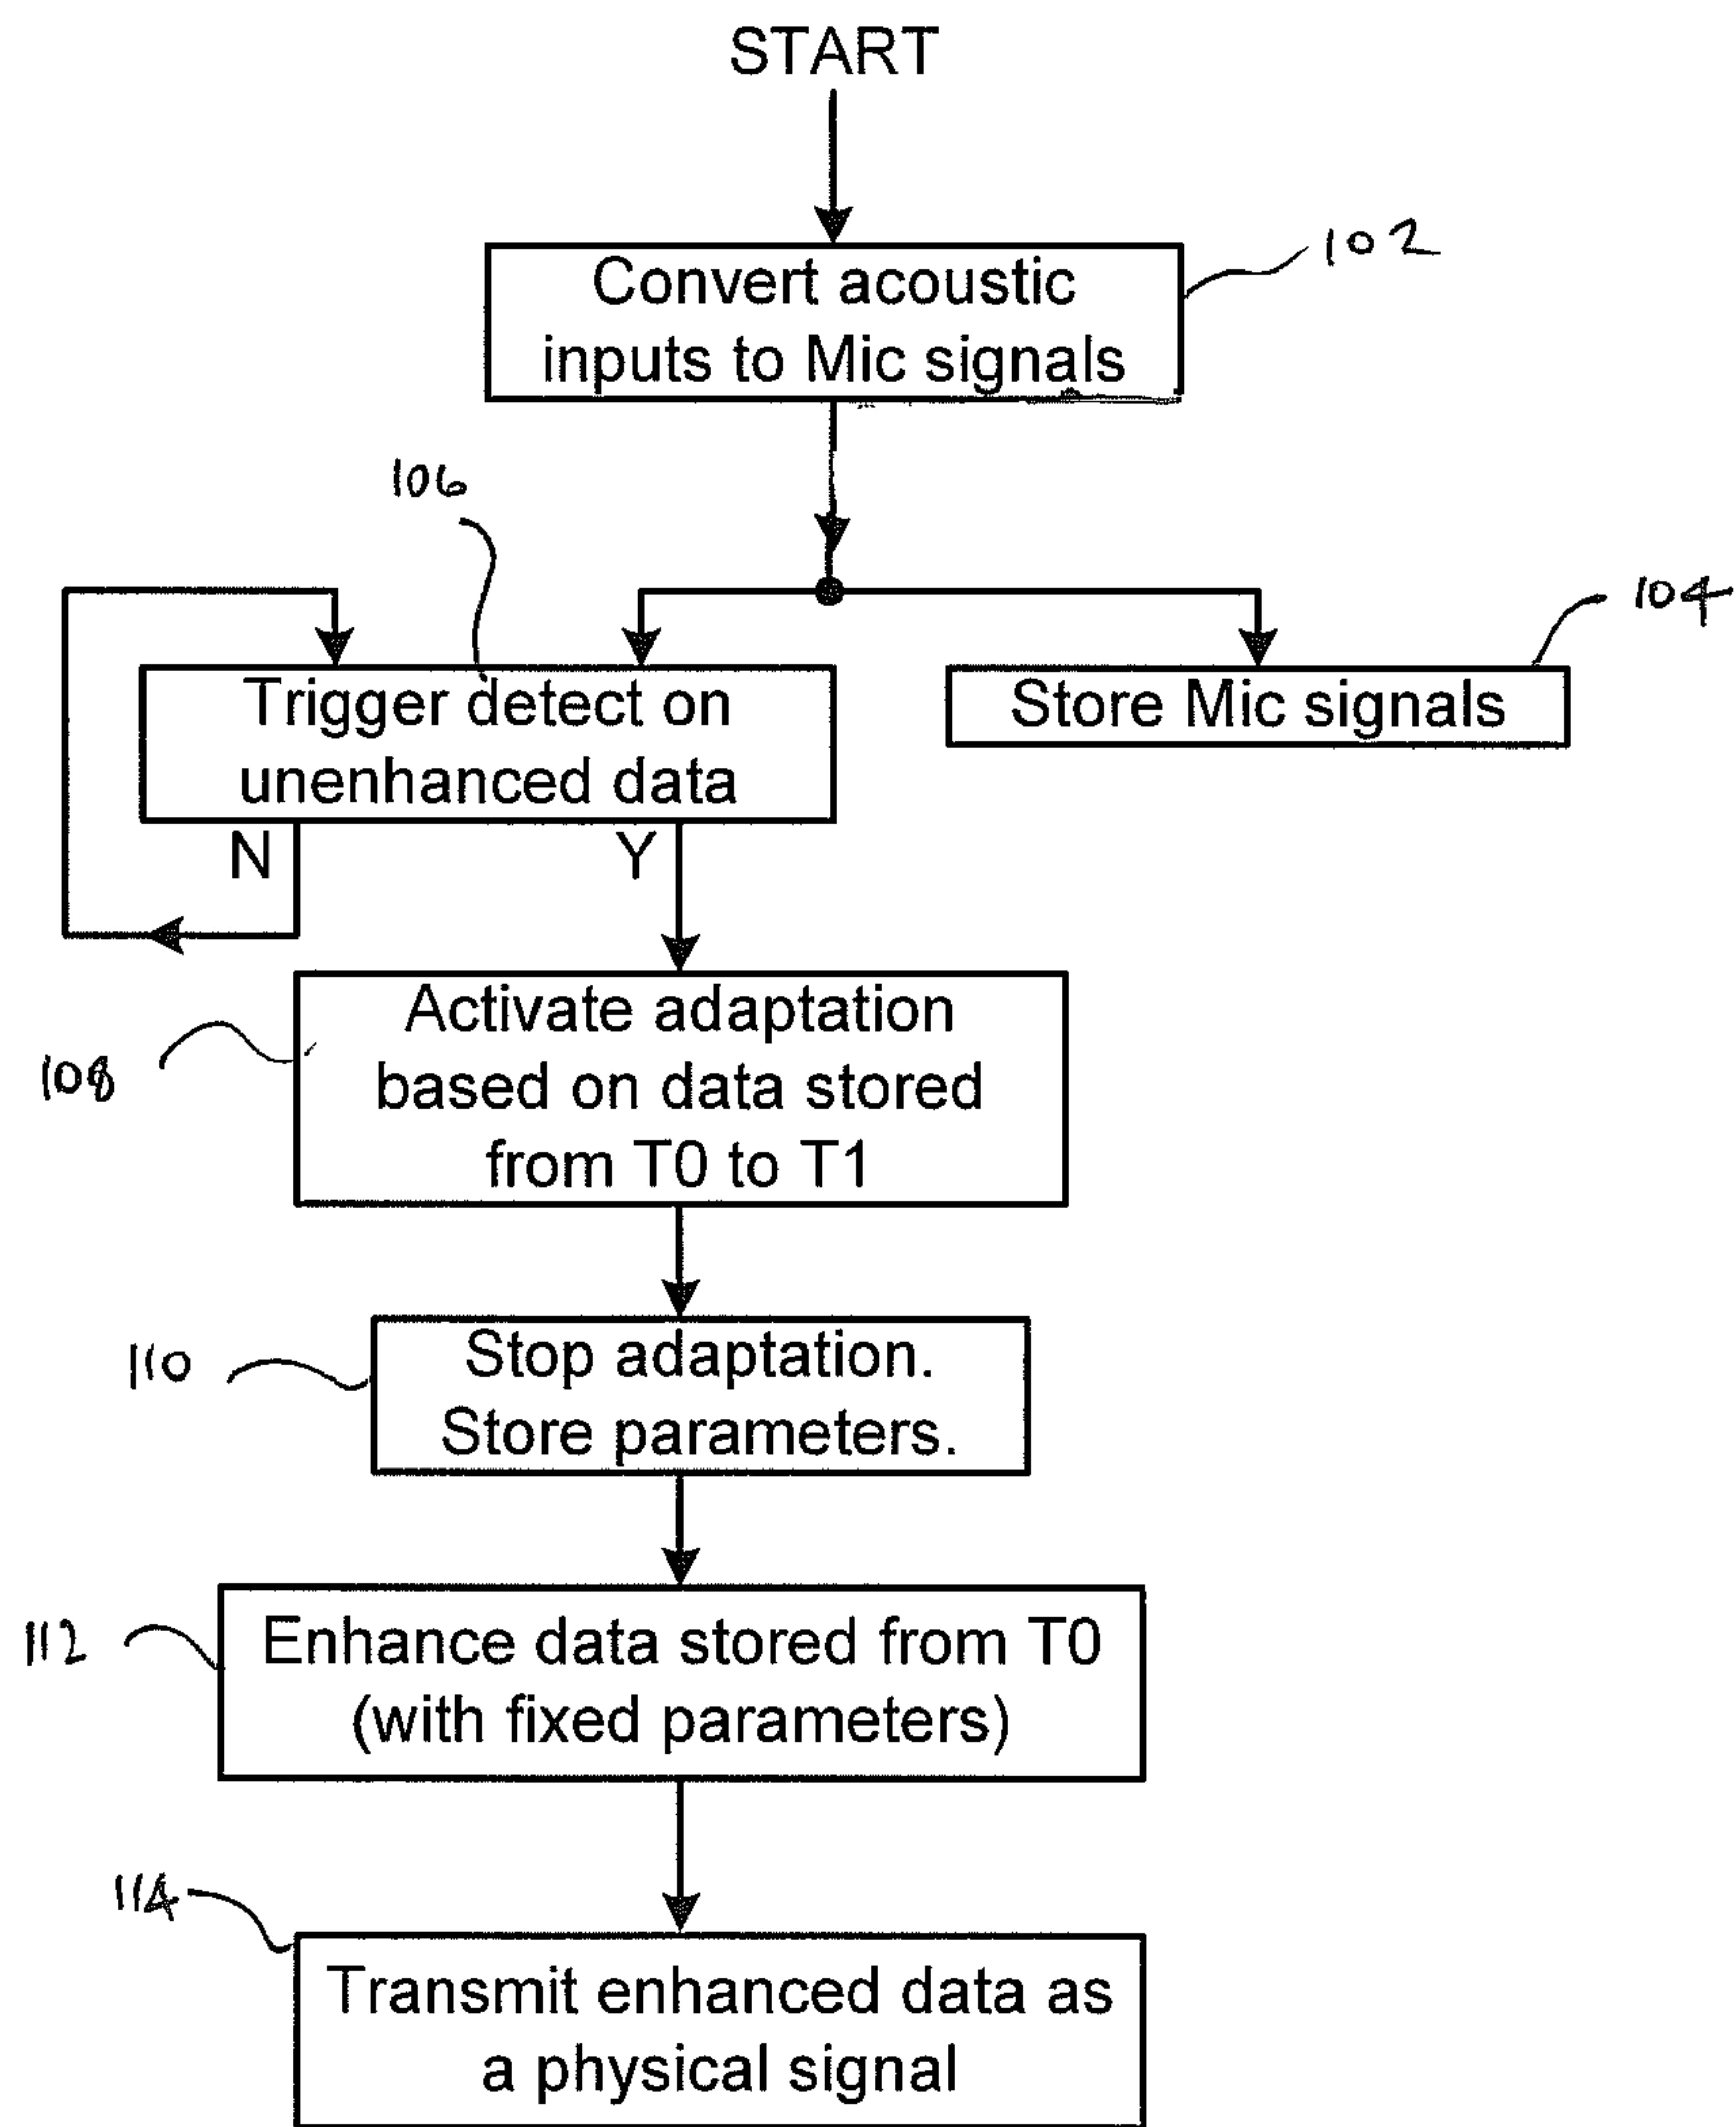 START
Convert acoustic
inputs to Mic signals
102
106
104
Trigger detect on
unenhanced data
Store Mic signals
N
Y
Activate adaptation
based on data stored
from T0 to T1
108
Stop adaptation.
Store parameters.
110
Enhance data stored from T0
(with fixed parameters)
112
114
Transmit enhanced data as
a physical signal